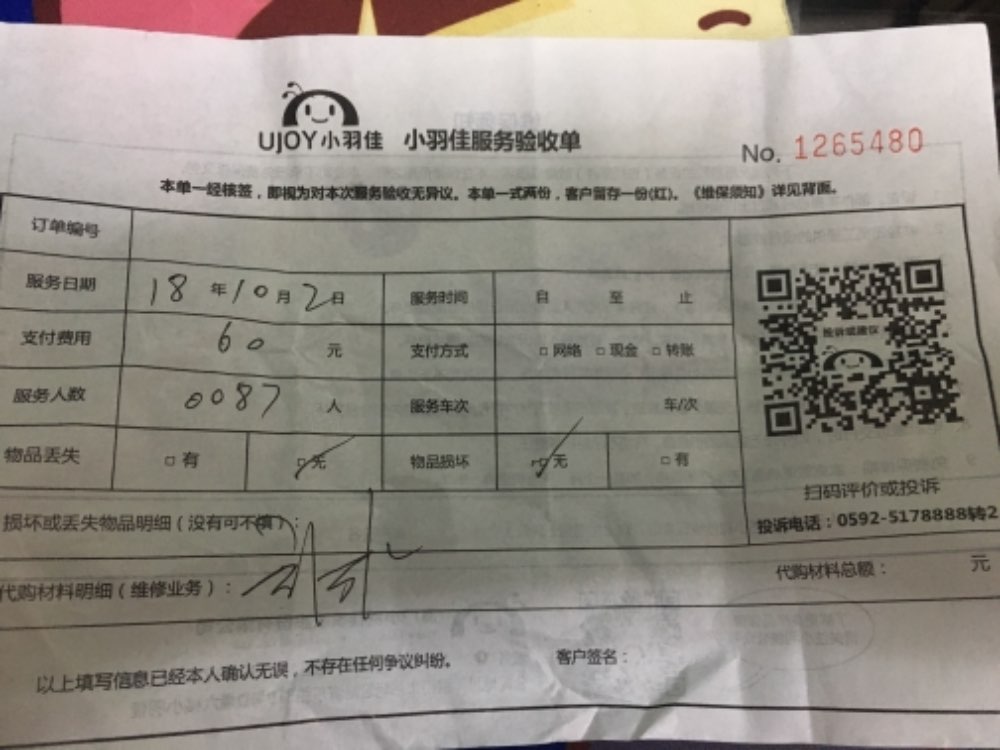 UJOY小羽佳 小羽佳服务验收单
No. 1265480
本单一经核签，即视为对本次服务验收无异议。本单一式两份，客户留存一份(红)。《维保须知》详见背面。
订单编号
服务日期 18 年 10 月 2 日 服务时间 自 至 止
支付费用 60 元 支付方式 □ 网络 □ 现金 □ 转账
服务人数 0087 人 服务车次 车/次
物品丢失 □ 有 □ 无 物品损坏 □ 无 □ 有
投诉或建议
扫码评价或投诉
投诉电话：0592-5178888转2
损坏或丢失物品明细（没有可不填）：
代购材料明细（维修业务）： 代购材料总额： 元
以上填写信息已经本人确认无误，不存在任何争议纠纷。 客户签名：